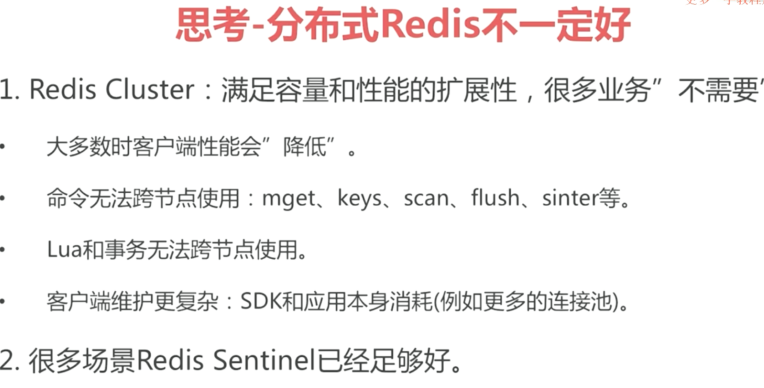 思考-分布式Redis不一定好
1. Redis Cluster：满足容量和性能的扩展性，很多业务”不需要’
• 大多数时客户端性能会”降低”。
• 命令无法跨节点使用：mget、keys、scan、flush、sinter等。
• Lua和事务无法跨节点使用。
• 客户端维护更复杂：SDK和应用本身消耗(例如更多的连接池)。
2. 很多场景Redis Sentinel已经足够好。